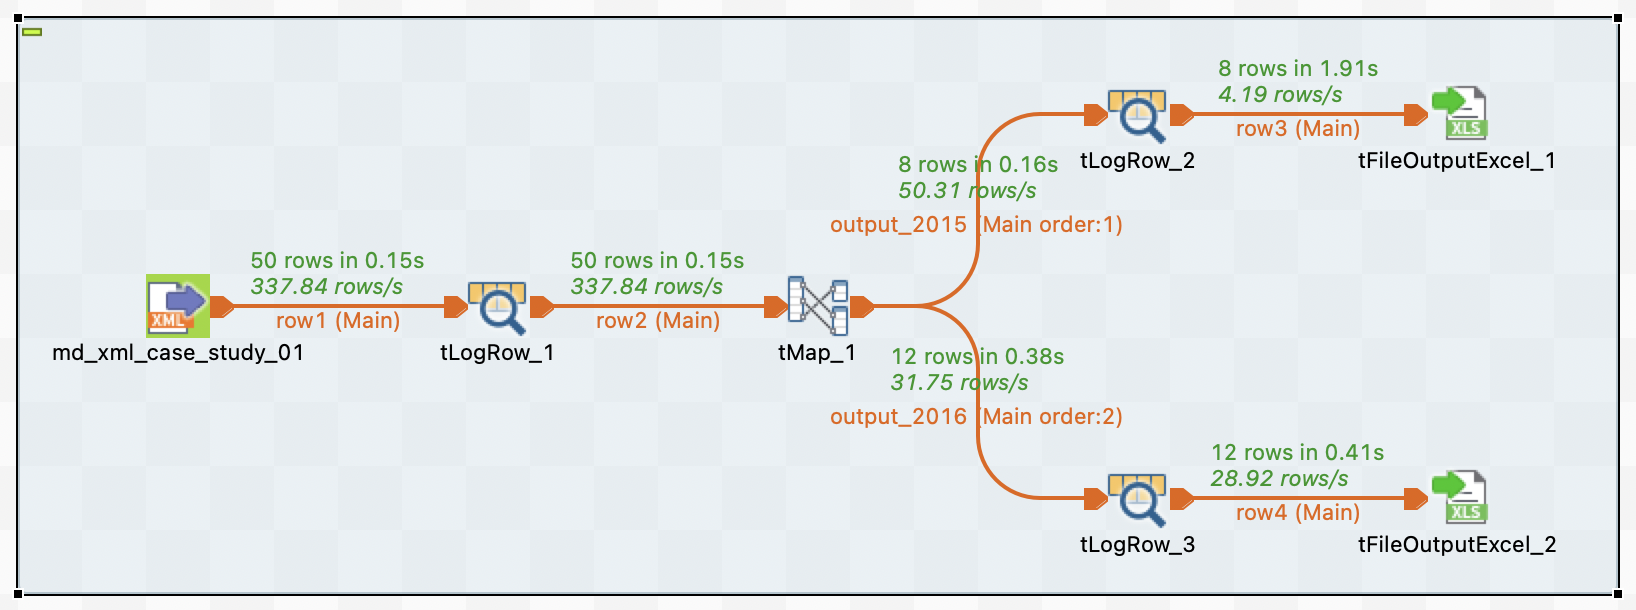 8 rows in 1.91s
4.19 rows/s
row3 (Main)
XLS
tLogRow_2
tFileOutputExcel_1
8 rows in 0.16s
50.31 rows/s
output_2015 (Main order:1)
50 rows in 0.15s
337.84 rows/s
row1 (Main)
50 rows in 0.15s
337.84 rows/s
row2 (Main)
XML
md_xml_case_study_01
tLogRow_1
tMap_1
12 rows in 0.38s
31.75 rows/s
output_2016 (Main order:2)
12 rows in 0.41s
28.92 rows/s
row4 (Main)
XLS
tLogRow_3
tFileOutputExcel_2